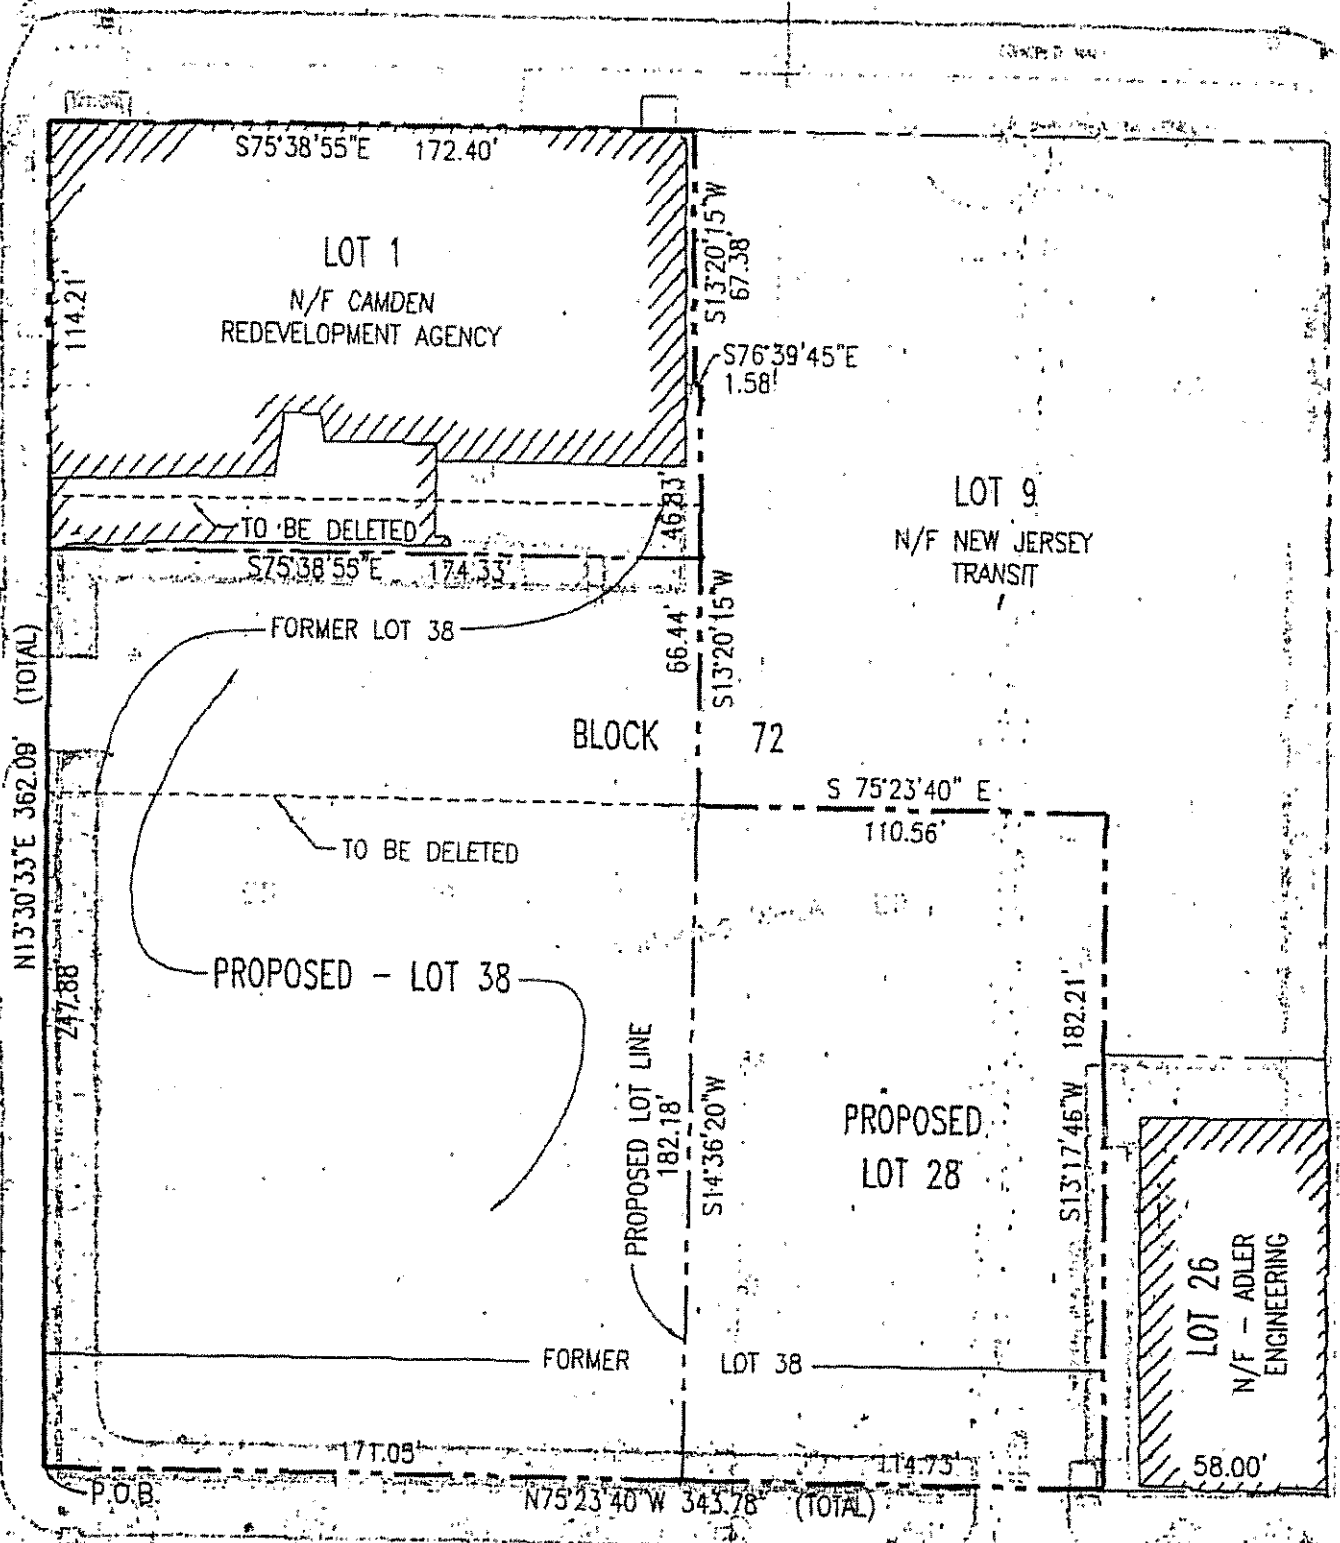 S75°38'55"E 172.40'
LOT 1
N/F CAMDEN
REDEVELOPMENT AGENCY
114.21'
S13°20'15"W
67.38'
S76°39'45"E
1.58'
46.83'
LOT 9
N/F NEW JERSEY
TRANSIT
TO BE DELETED
S75°38'55"E 174.33'
FORMER LOT 38
66.44'
S13°20'15"W
N13°30'33"E 362.09' (TOTAL)
BLOCK 72
S 75°23'40" E
110.56'
TO BE DELETED
PROPOSED - LOT 38
247.88'
PROPOSED LOT LINE
182.18'
S14°36'20"W
PROPOSED
LOT 28
S13°17'46"W 182.21'
LOT 26
N/F - ADLER
ENGINEERING
FORMER LOT 38
171.05'
114.73'
58.00'
P.O.B.
N75°23'40"W 343.78' (TOTAL)